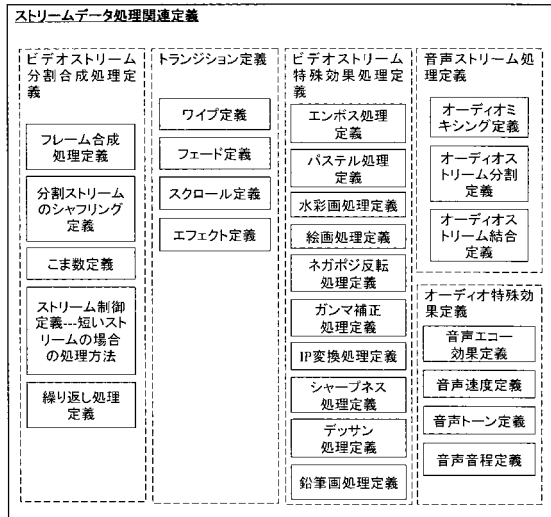 ストリームデータ処理関連定義
ビデオストリーム
分割合成処理定
義
フレーム合成
処理定義
分割ストリーム
のシャフリング
定義
こま数定義
ストリーム制御
定義---短いスト
リームの場合
の処理方法
繰り返し処理
定義
トランジション定義
ワイプ定義
フェード定義
スクロール定義
エフェクト定義
ビデオストリーム
特殊効果処理定
義
エンボス処理
定義
パステル処理
定義
水彩画処理定義
絵画処理定義
ネガポジ反転
処理定義
ガンマ補正
処理定義
IP変換処理定義
シャープネス
処理定義
デッサン
処理定義
鉛筆画処理定義
音声ストリーム処
理定義
オーディオミ
キシング定義
オーディオス
トリーム分割
定義
オーディオス
トリーム結合
定義
オーディオ特殊効
果定義
音声エコー
効果定義
音声速度定義
音声トーン定義
音声音程定義